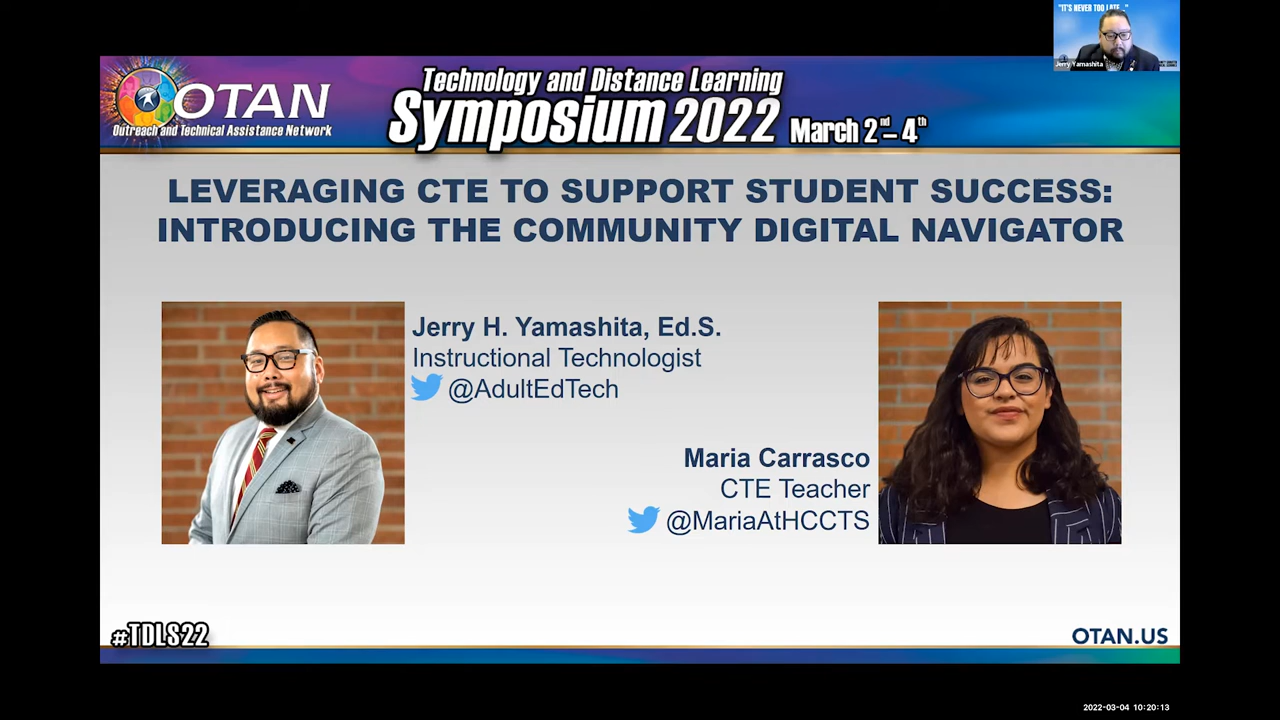 "IT'S NEVER TOO LATE..."
Jerry Yamashita
OTAN
Outreach and Technical Assistance Network
Technology and Distance Learning
Symposium 2022 March 2nd – 4th
LEVERAGING CTE TO SUPPORT STUDENT SUCCESS:
INTRODUCING THE COMMUNITY DIGITAL NAVIGATOR
Jerry H. Yamashita, Ed.S.
Instructional Technologist
@AdultEdTech
Maria Carrasco
CTE Teacher
@MariaAtHCCTS
#TDLS22
OTAN.US
2022-03-04 10:20:13